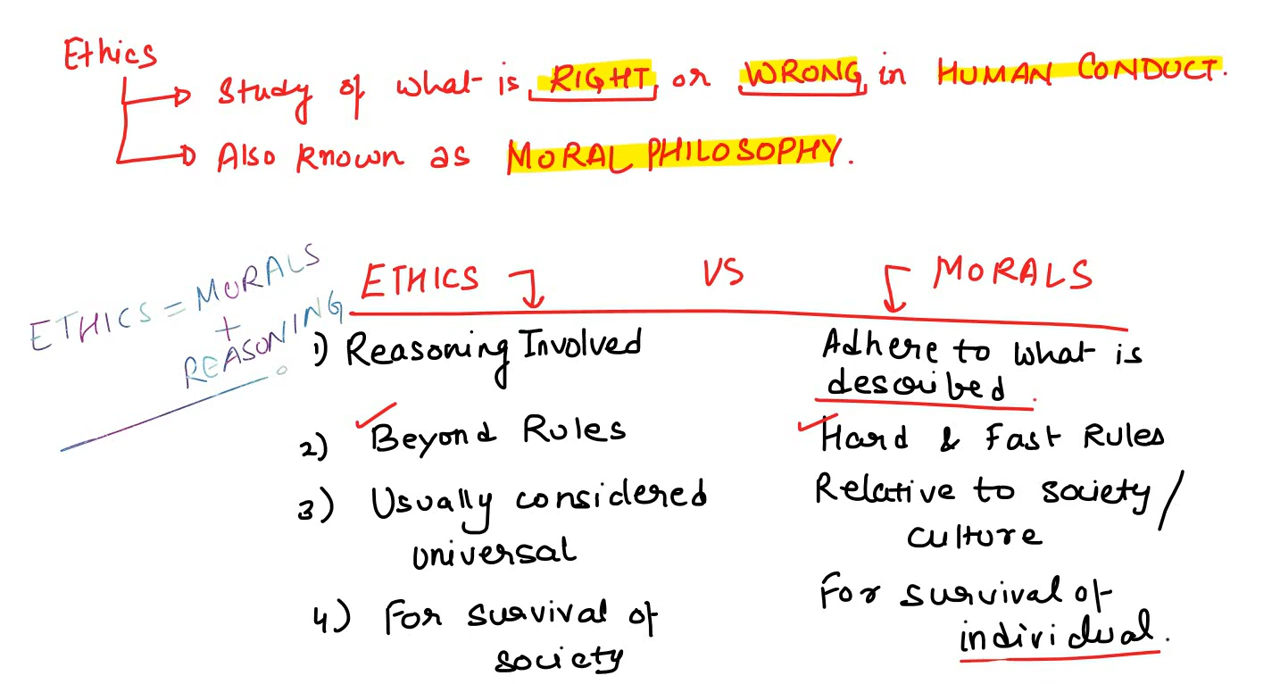 Ethics
Study of what is RIGHT or WRONG in HUMAN CONDUCT.
Also known as MORAL PHILOSOPHY.
ETHICS = MORALS
+
REASONING
ETHICS VS MORALS
1) Reasoning Involved
Adhere to what is
described.
2) Beyond Rules
Hard & Fast Rules
3) Usually considered
universal
Relative to society/
culture
4) For survival of
society
For survival of
individual.